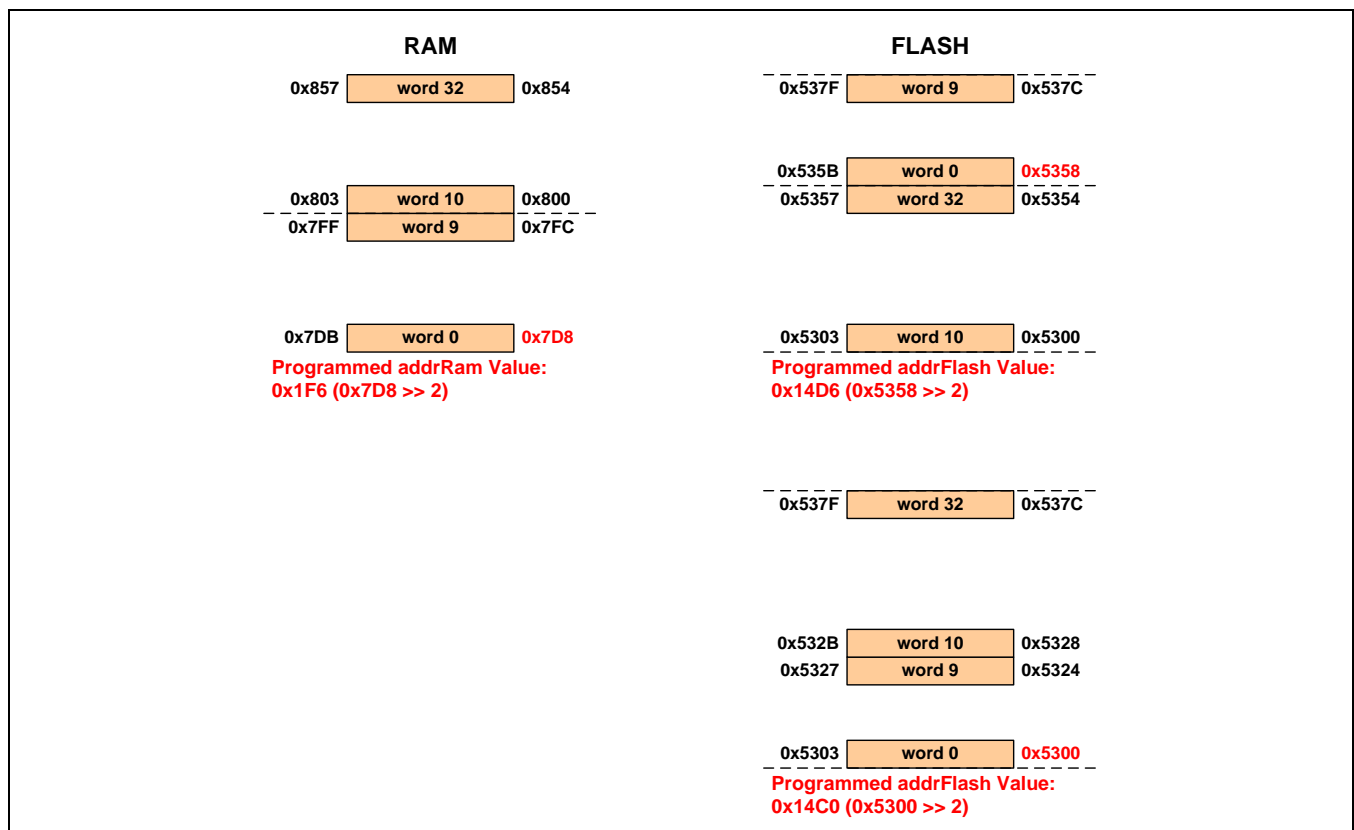 RAM
0x857 word 32 0x854
0x803 word 10 0x800
0x7FF word 9 0x7FC
0x7DB word 0 0x7D8
Programmed addrRam Value:
0x1F6 (0x7D8 >> 2)
FLASH
0x537F word 9 0x537C
0x535B word 0 0x5358
0x5357 word 32 0x5354
0x5303 word 10 0x5300
Programmed addrFlash Value:
0x14D6 (0x5358 >> 2)
0x537F word 32 0x537C
0x532B word 10 0x5328
0x5327 word 9 0x5324
0x5303 word 0 0x5300
Programmed addrFlash Value:
0x14C0 (0x5300 >> 2)